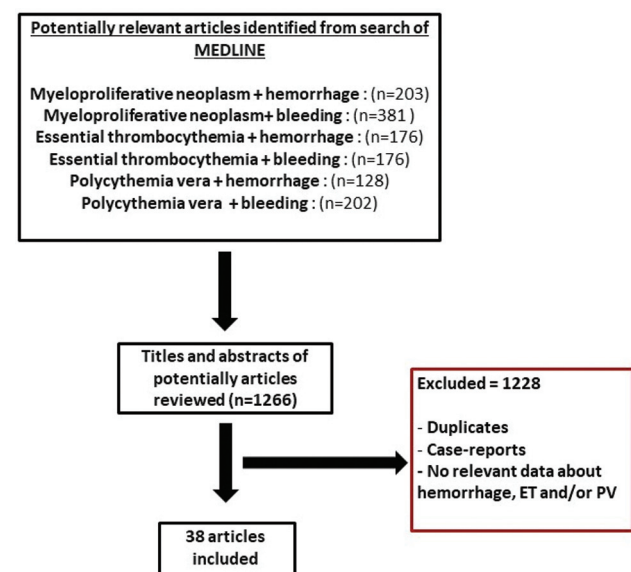 Potentially relevant articles identified from search of
MEDLINE
Myeloproliferative neoplasm + hemorrhage : (n=203)
Myeloproliferative neoplasm+ bleeding : (n=381 )
Essential thrombocythemia + hemorrhage : (n=176)
Essential thrombocythemia + bleeding : (n=176)
Polycythemia vera + hemorrhage : (n=128)
Polycythemia vera + bleeding : (n=202)
Titles and abstracts of
potentially articles
reviewed (n=1266)
Excluded = 1228
- Duplicates
- Case-reports
- No relevant data about
hemorrhage, ET and/or PV
38 articles
included